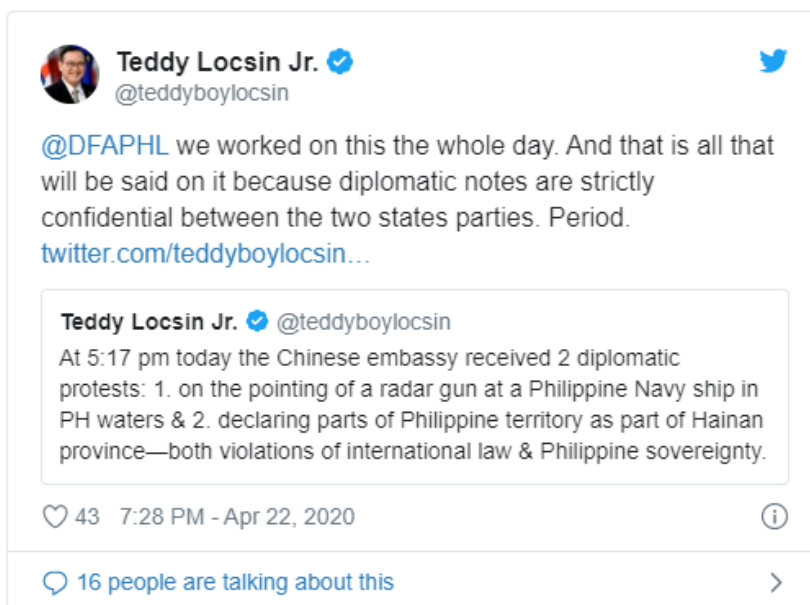 Teddy Locsin Jr.
@teddyboylocsin
@DFAPHL we worked on this the whole day. And that is all that
will be said on it because diplomatic notes are strictly
confidential between the two states parties. Period.
twitter.com/teddyboylocsin…
Teddy Locsin Jr. @teddyboylocsin
At 5:17 pm today the Chinese embassy received 2 diplomatic
protests: 1. on the pointing of a radar gun at a Philippine Navy ship in
PH waters & 2. declaring parts of Philippine territory as part of Hainan
province—both violations of international law & Philippine sovereignty.
43 7:28 PM - Apr 22, 2020
16 people are talking about this